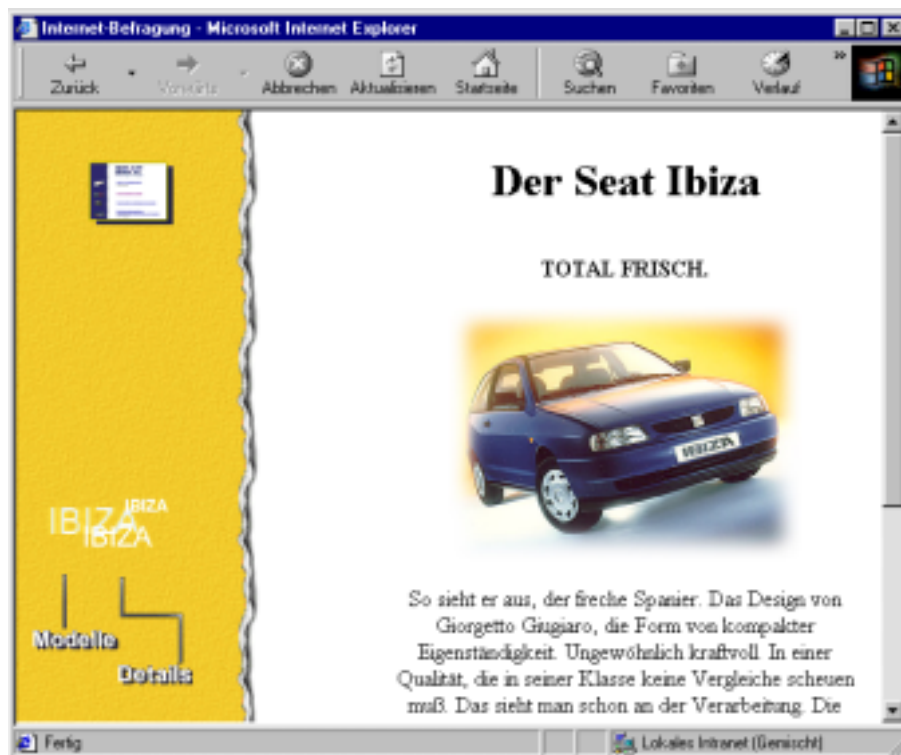 Internet-Befragung - Microsoft Internet Explorer
Zurück Vorwärts Abbrechen Aktualisieren Startseite Suchen Favoriten Verlauf »
Der Seat Ibiza
TOTAL FRISCH.
IBIZA
IBIZA
IBIZA
IBIZA
So sieht er aus, der freche Spanier. Das Design von
Giorgetto Giugiaro, die Form von kompakter
Eigenständigkeit. Ungewöhnlich kraftvoll. In einer
Qualität, die in seiner Klasse keine Vergleiche scheuen
muß. Das sieht man schon an der Verarbeitung. Die
Modelle
Details
Fertig
Lokales Intranet (Gemischt)